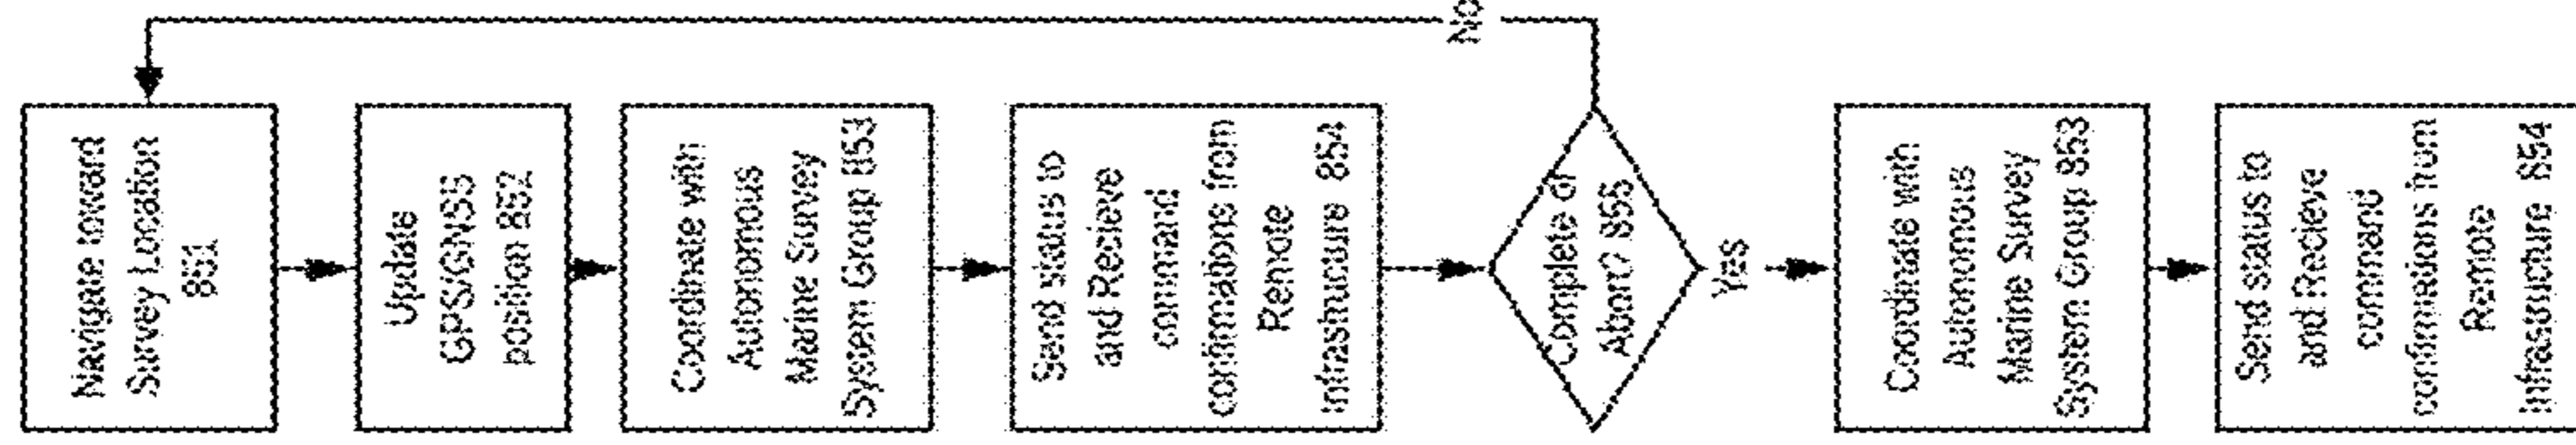 Navigate toward
Survey Location
851
Update
GPS/GNSS
position 852
Coordinate with
Autonomous
Marine Survey
System Group 853
Send status to
and Recieve
command
confirmations from
Remote
Infrastructure 854
No
Complete or
Abort? 855
Yes
Coordinate with
Autonomous
Marine Survey
System Group 853
Send status to
and Recieve
command
confirmations from
Remote
Infrastructure 854